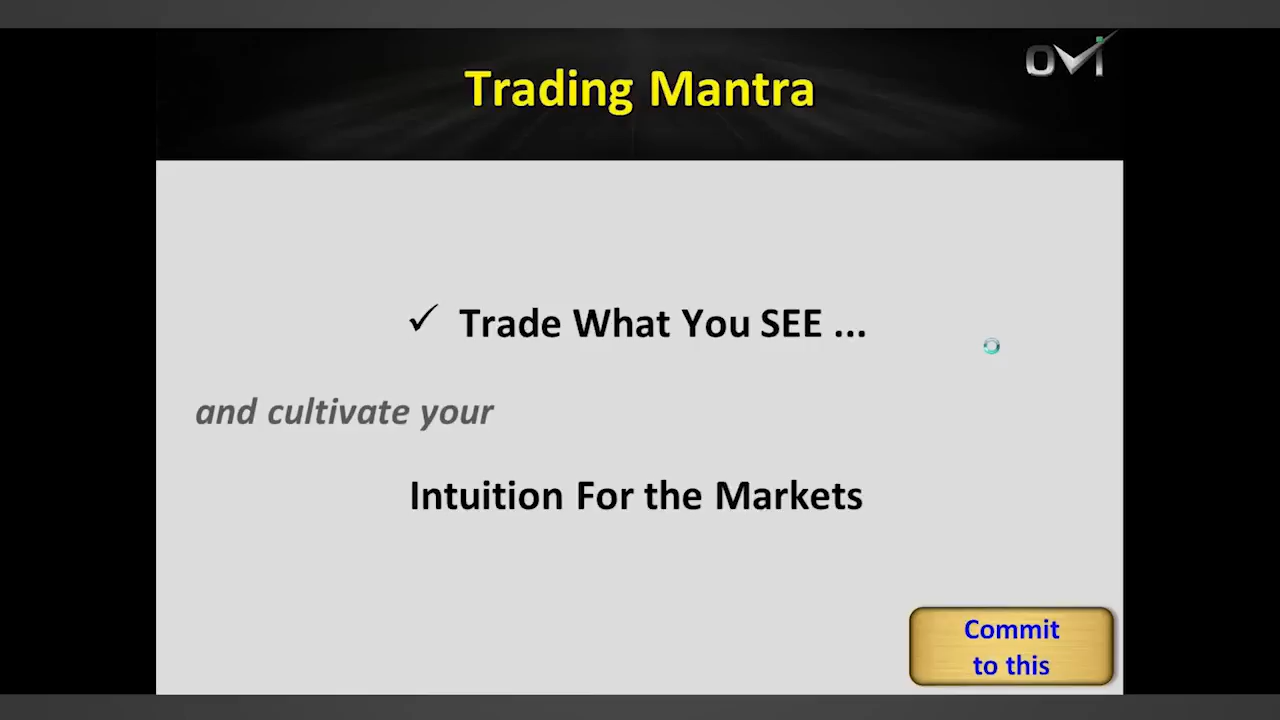 OVI
Trading Mantra
✓ Trade What You SEE ...
and cultivate your
Intuition For the Markets
Commit
to this